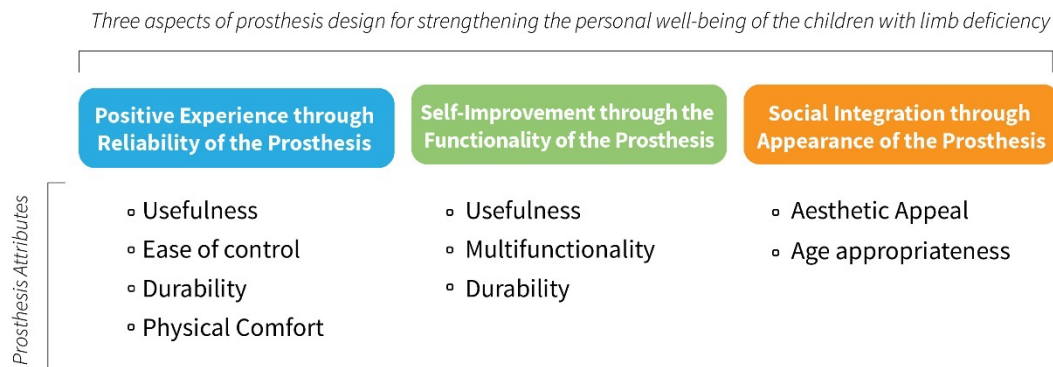 Three aspects of prosthesis design for strengthening the personal well-being of the children with limb deficiency
Positive Experience through
Reliability of the Prosthesis
Self-Improvement through the
Functionality of the Prosthesis
Social Integration through
Appearance of the Prosthesis
Prosthesis Attributes
Usefulness
Ease of control
Durability
Physical Comfort
Usefulness
Multifunctionality
Durability
Aesthetic Appeal
Age appropriateness